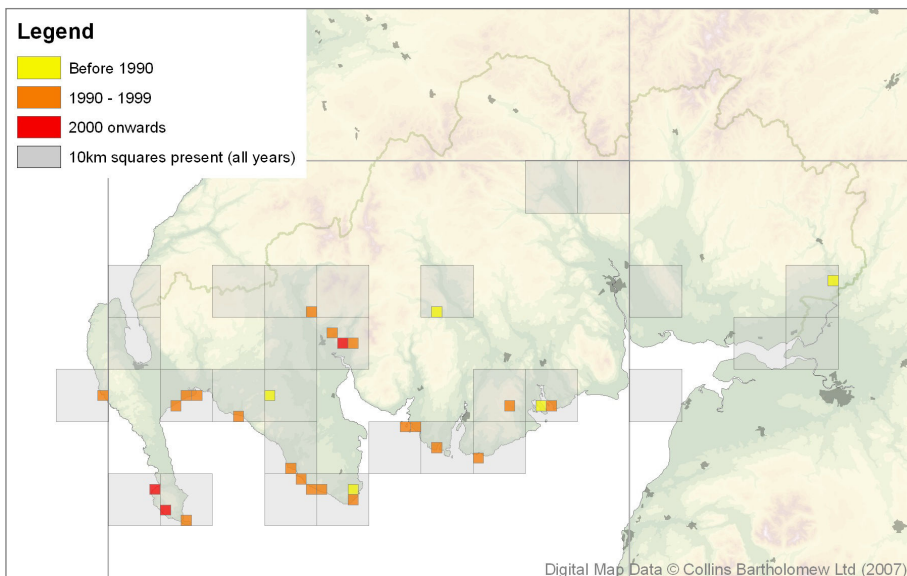 Legend
Before 1990
1990 - 1999
2000 onwards
10km squares present (all years)
Digital Map Data © Collins Bartholomew Ltd (2007)